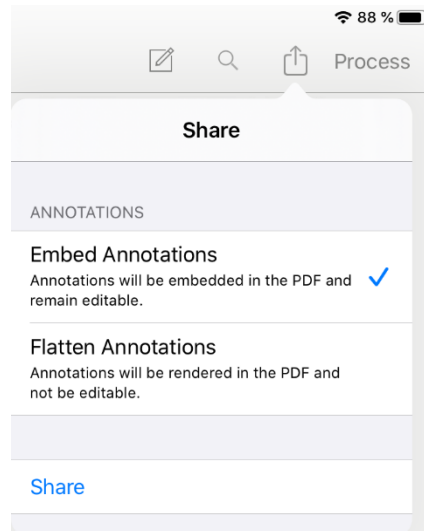 88 %
Process
Share
ANNOTATIONS
Embed Annotations
Annotations will be embedded in the PDF and
remain editable.
Flatten Annotations
Annotations will be rendered in the PDF and
not be editable.
Share